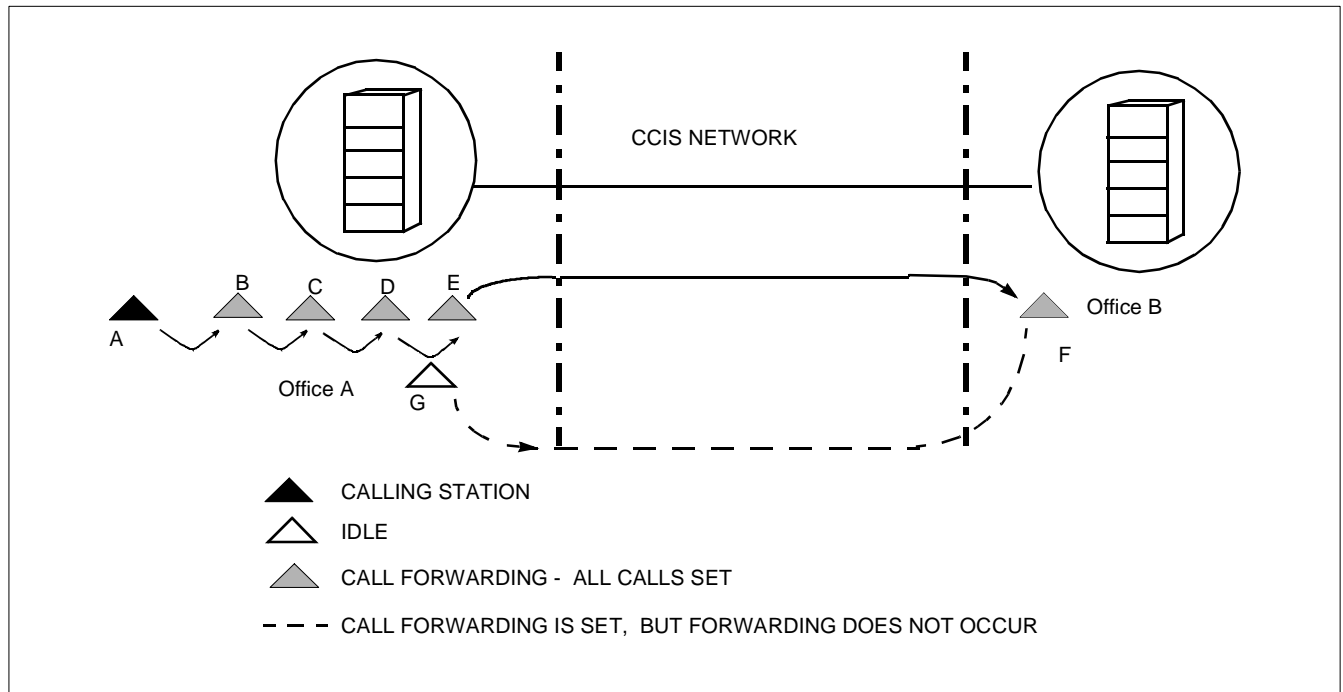 CCIS NETWORK
B
C
D
E
A
Office B
F
Office A
G
CALLING STATION
IDLE
CALL FORWARDING - ALL CALLS SET
CALL FORWARDING IS SET, BUT FORWARDING DOES NOT OCCUR